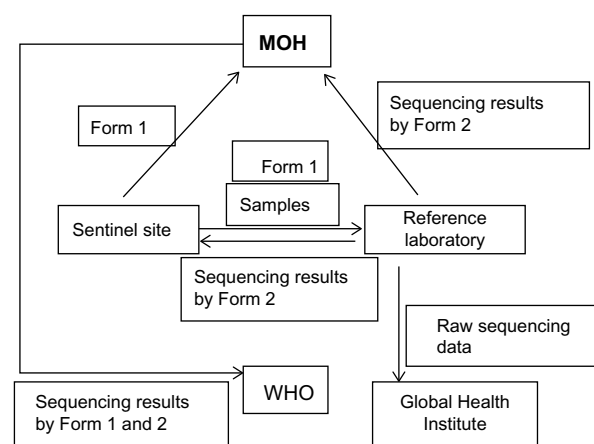 MOH
Sequencing results
by Form 2
Form 1
Form 1
Samples
Sentinel site
Reference
laboratory
Sequencing results
by Form 2
Raw sequencing
data
WHO
Sequencing results
by Form 1 and 2
Global Health
Institute